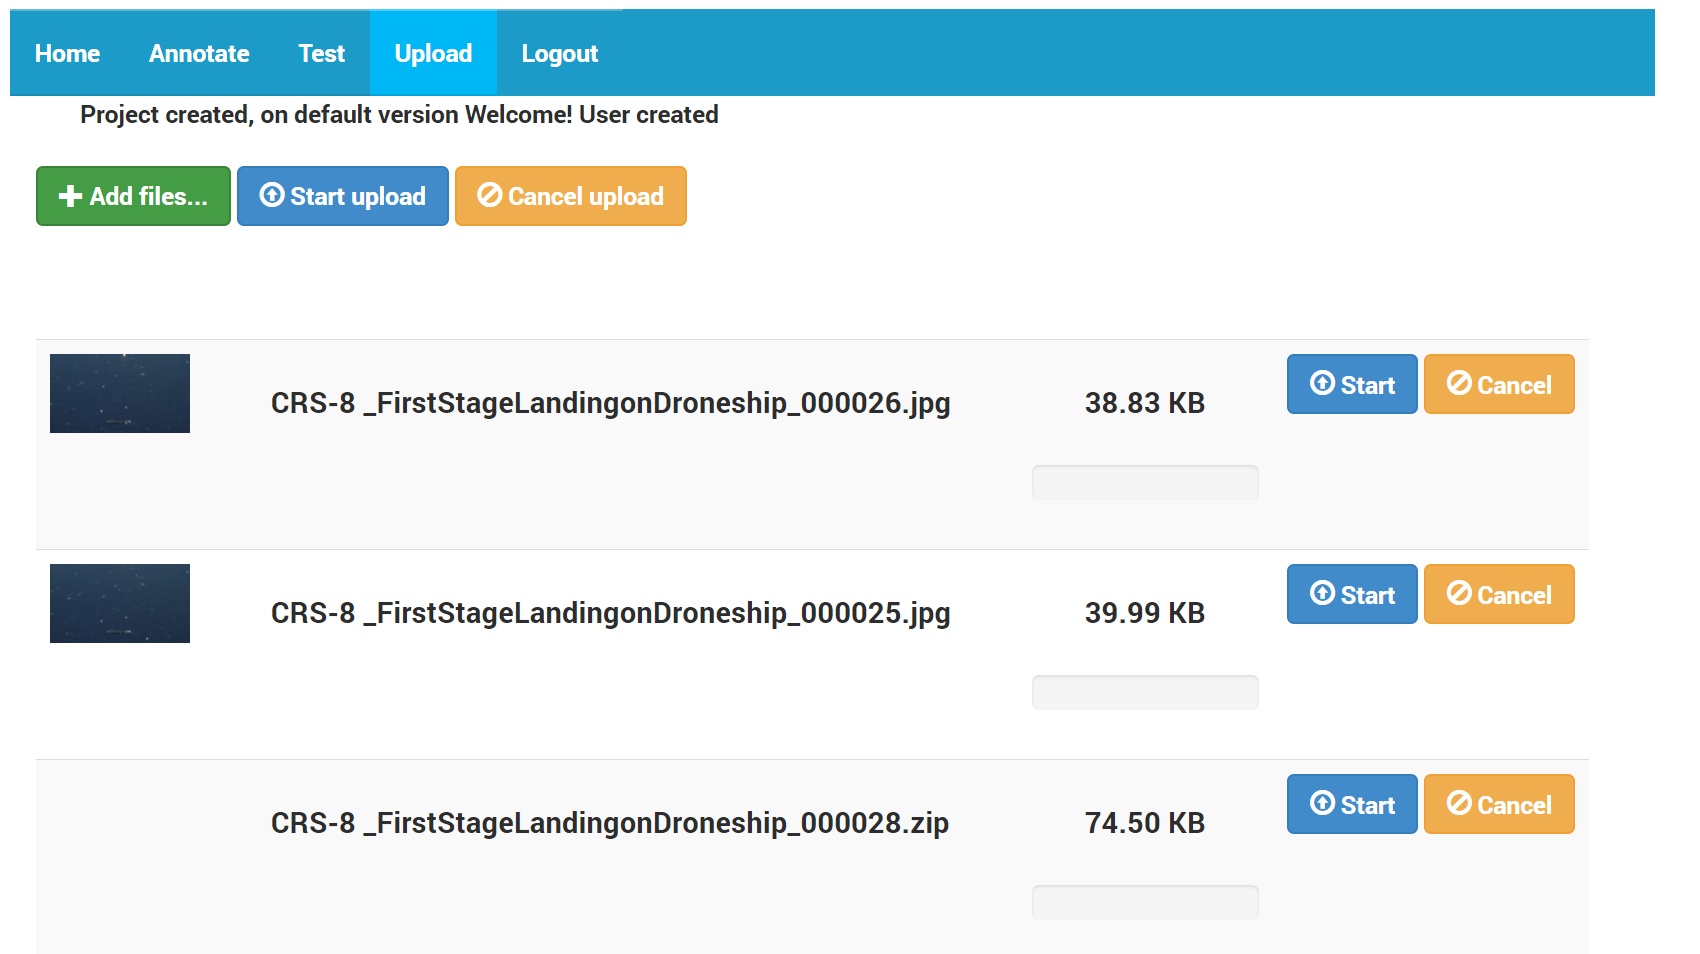 Home Annotate Test Upload Logout
Project created, on default version Welcome! User created
Add files... Start upload Cancel upload
CRS-8 _FirstStageLandingonDroneship_000026.jpg 38.83 KB Start Cancel
CRS-8 _FirstStageLandingonDroneship_000025.jpg 39.99 KB Start Cancel
CRS-8 _FirstStageLandingonDroneship_000028.zip 74.50 KB Start Cancel